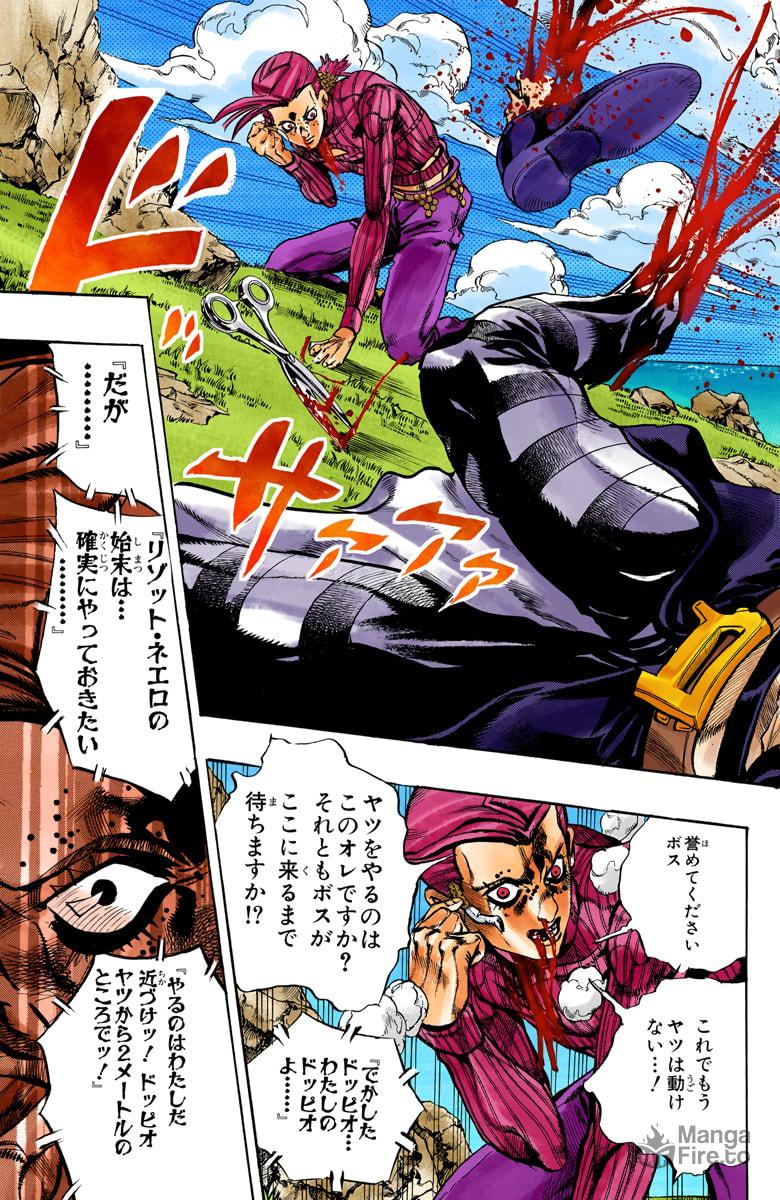 ドド
サァァァ
誉めてください
ボス
これでもう
ヤツは動け
ない…!
ヤツをやるのは
このオレですか?
それともボスが
ここに来るまで
待ちますか!?
『でかした
ドッピオ…
わたしの
ドッピオ
よ………』
『だが
………』
『リゾット・ネエロの
始末は…
確実にやっておきたい
………』
『やるのはわたしだ
近づけッ!ドッピオ
ヤツから2メートルの
ところでッ!』
Manga
Fire.to